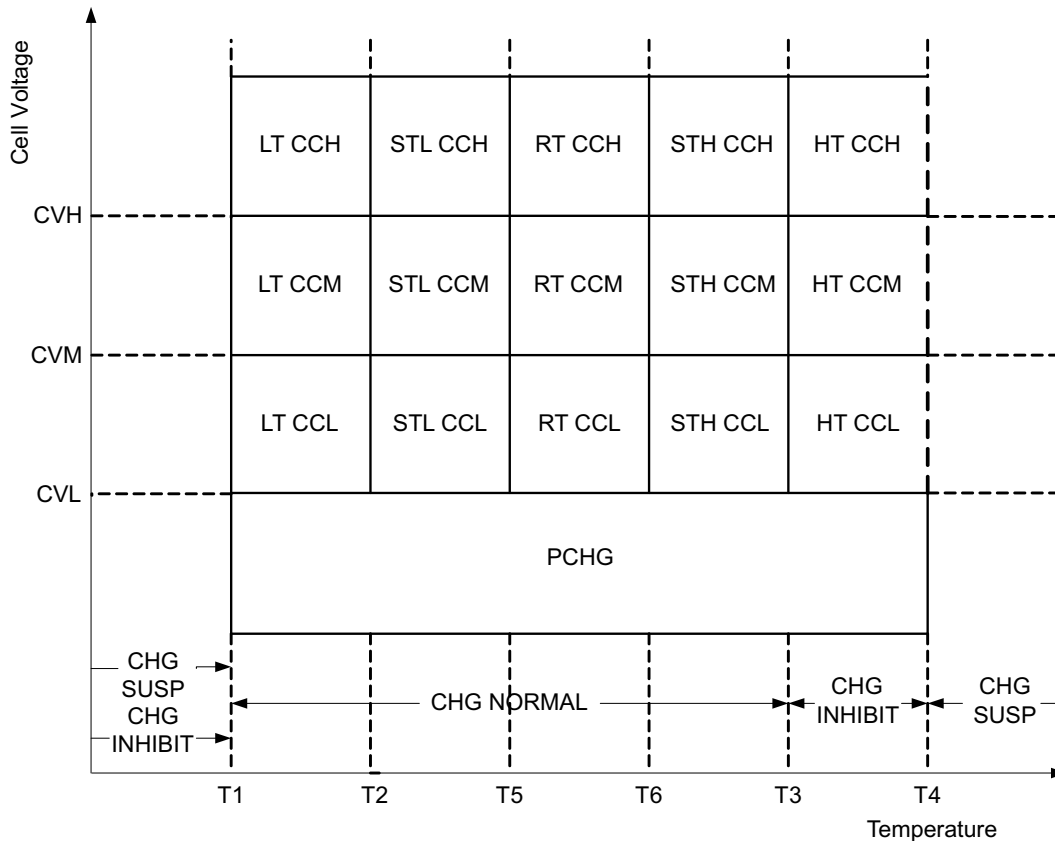 Cell Voltage
LT CCH STL CCH RT CCH STH CCH HT CCH
CVH
LT CCM STL CCM RT CCM STH CCM HT CCM
CVM
LT CCL STL CCL RT CCL STH CCL HT CCL
CVL
PCHG
CHG
SUSP
CHG
INHIBIT
CHG NORMAL
CHG
INHIBIT
CHG
SUSP
T1 T2 T5 T6 T3 T4
Temperature